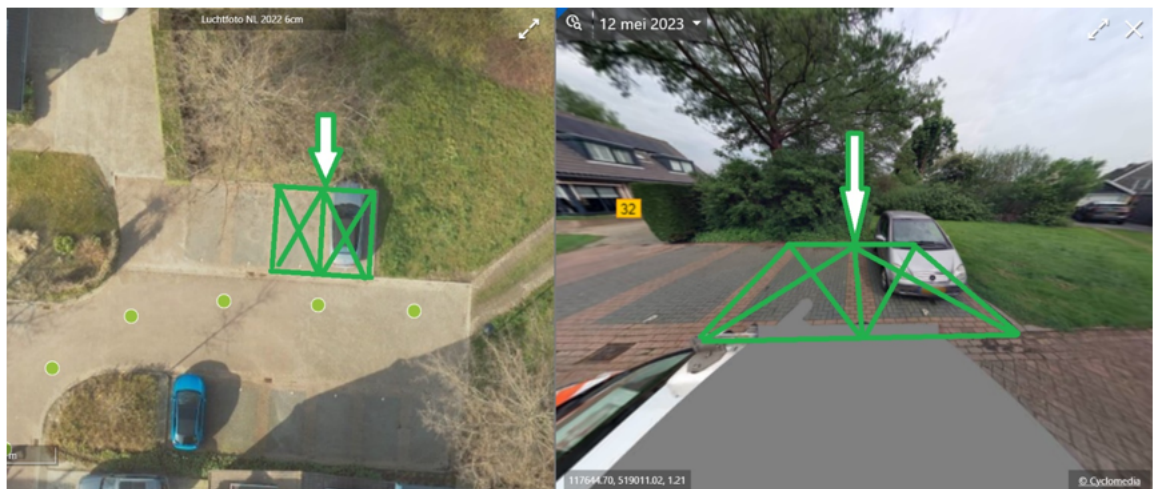 Luchtfoto NL 2022 6cm
12 mei 2023
32
m
117644.70, 519011.02, 1.21
© Cyclomedia